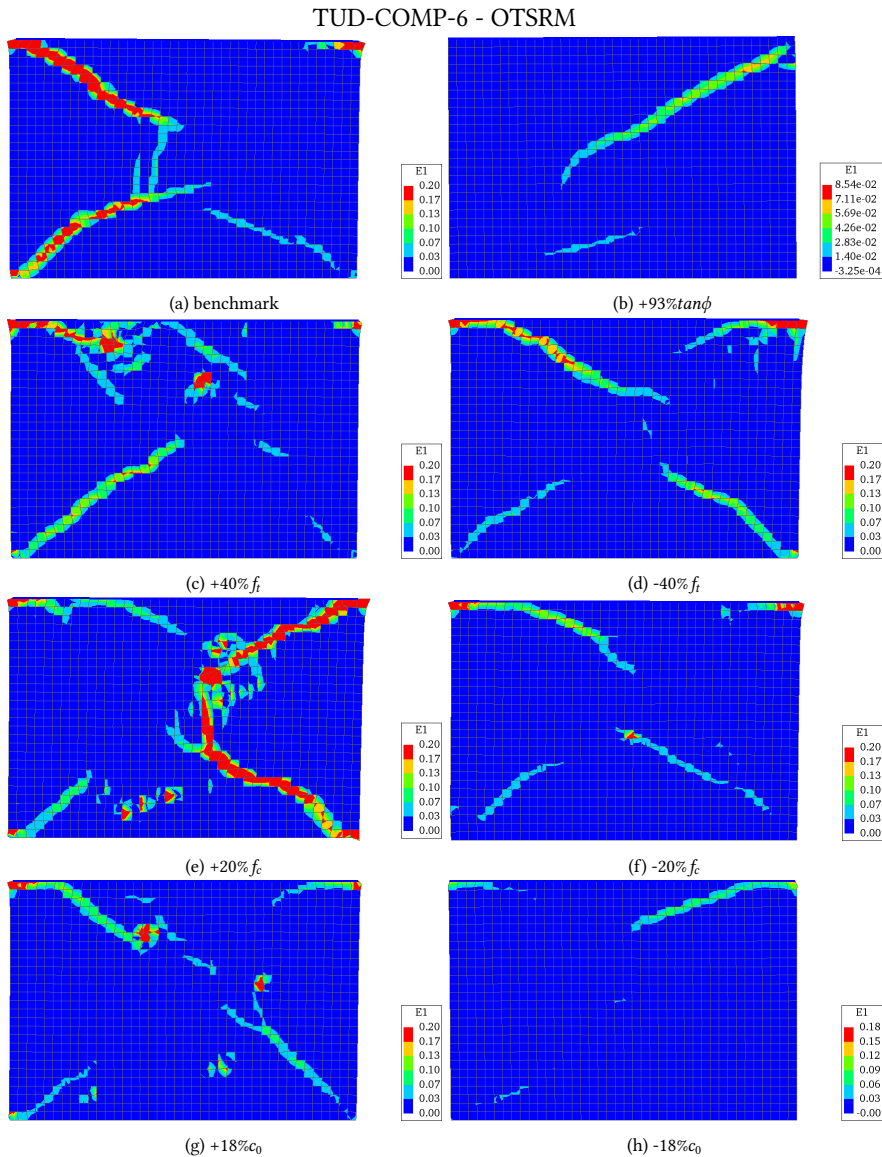 TUD-COMP-6 - OTSRM
E1
0.20
0.17
0.13
0.10
0.07
0.03
0.00
E1
8.54e-02
7.11e-02
5.69e-02
4.26e-02
2.83e-02
1.40e-02
-3.25e-04
(a) benchmark
(b) +93%tanϕ
E1
0.20
0.17
0.13
0.10
0.07
0.03
0.00
E1
0.20
0.17
0.13
0.10
0.07
0.03
0.00
(c) +40% fₜ
(d) -40% fₜ
E1
0.20
0.17
0.13
0.10
0.07
0.03
0.00
E1
0.20
0.17
0.13
0.10
0.07
0.03
0.00
(e) +20% f_c
(f) -20% f_c
E1
0.20
0.17
0.13
0.10
0.07
0.03
0.00
E1
0.18
0.15
0.12
0.09
0.06
0.03
-0.00
(g) +18%c₀
(h) -18%c₀